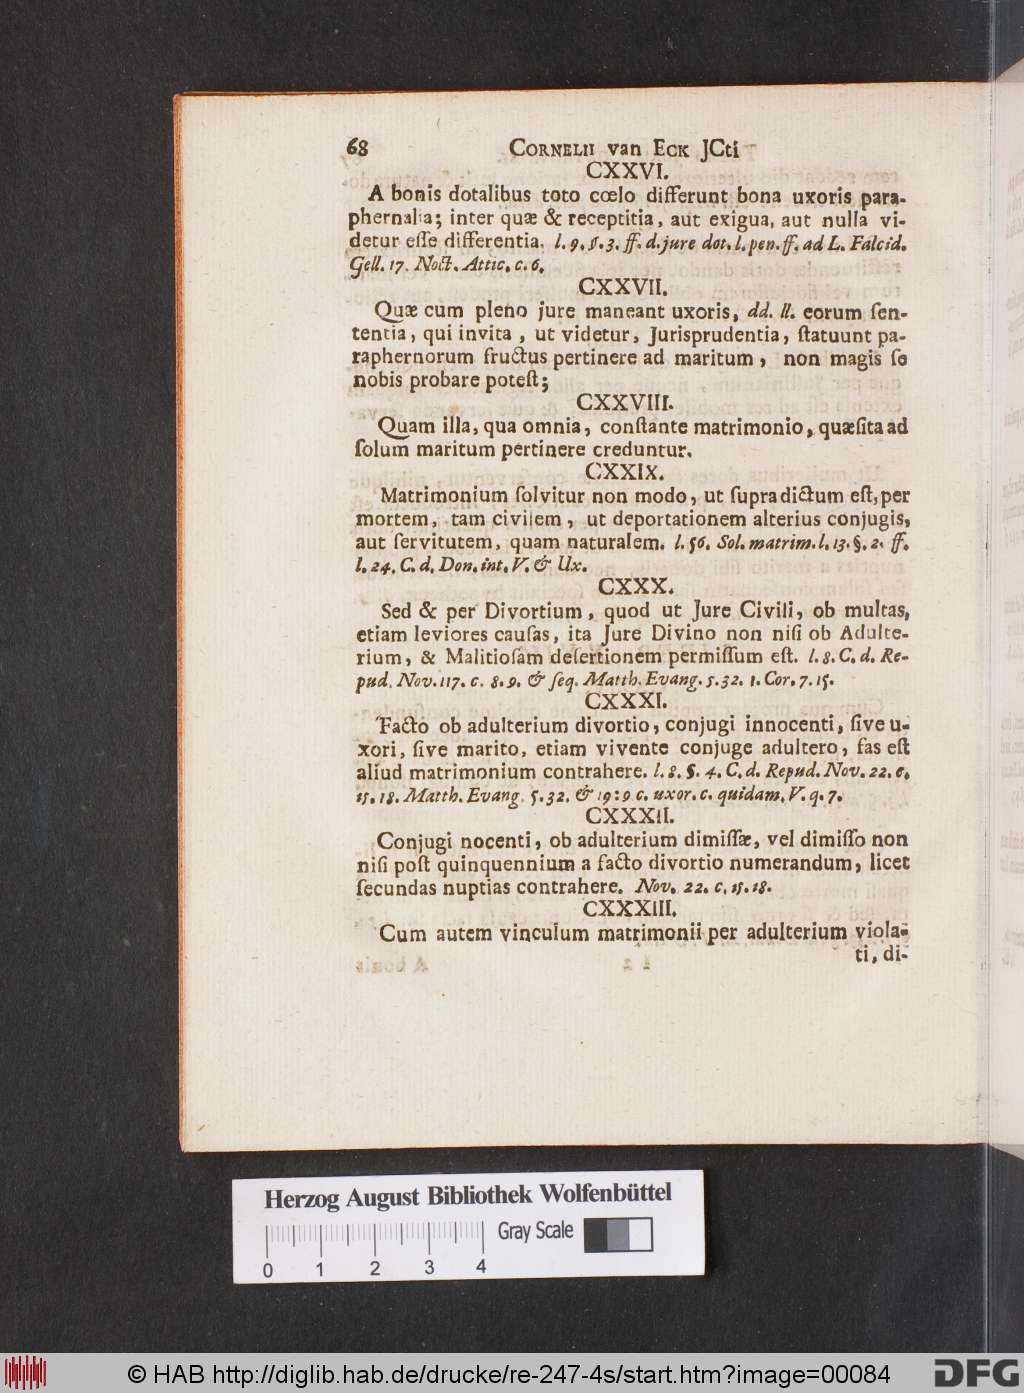 68 CORNELII van ECK JCti
CXXVI.
A bonis dotalibus toto cœlo differunt bona uxoris para-
phernalia; inter quæ & receptitia, aut exigua, aut nulla vi-
detur eſſe differentia. l. 9. §. 3. ff. d. jure dot. l. pen. ff. ad L. Falcid.
Gell. 17. Noct. Attic. c. 6.
CXXVII.
Quæ cum pleno jure maneant uxoris, dd. ll. eorum ſen-
tentia, qui invita, ut videtur, Jurisprudentia, ſtatuunt pa-
raphernorum fructus pertinere ad maritum, non magis ſe
nobis probare poteſt;
CXXVIII.
Quam illa, qua omnia, conſtante matrimonio, quæſita ad
ſolum maritum pertinere creduntur.
CXXIX.
Matrimonium ſolvitur non modo, ut ſupra dictum eſt, per
mortem, tam civilem, ut deportationem alterius conjugis,
aut ſervitutem, quam naturalem. l. 56. Sol. matrim. l. 13. §. 2. ff.
l. 24. C. d. Don. int. V. & Ux.
CXXX.
Sed & per Divortium, quod ut Jure Civili, ob multas,
etiam leviores cauſas, ita Jure Divino non niſi ob Adulte-
rium, & Malitioſam deſertionem permiſſum eſt. l. 8. C. d. Re-
pud. Nov. 117. c. 8. 9. & ſeq. Matth. Evang. 5. 32. 1. Cor. 7. 15.
CXXXI.
Facto ob adulterium divortio, conjugi innocenti, ſive u-
xori, ſive marito, etiam vivente conjuge adultero, fas eſt
aliud matrimonium contrahere. l. 8. §. 4. C. d. Repud. Nov. 22. c.
15. 18. Matth. Evang. 5. 32. & 19: 9 c. uxor. c. quidam. V. q. 7.
CXXXII.
Conjugi nocenti, ob adulterium dimiſſæ, vel dimiſſo non
niſi poſt quinquennium a facto divortio numerandum, licet
ſecundas nuptias contrahere. Nov. 22. c. 15. 18.
CXXXIII.
Cum autem vinculum matrimonii per adulterium viola-
ti, di-
Herzog August Bibliothek Wolfenbüttel
Gray Scale
0 1 2 3 4
© HAB http://diglib.hab.de/drucke/re-247-4s/start.htm?image=00084
DFG